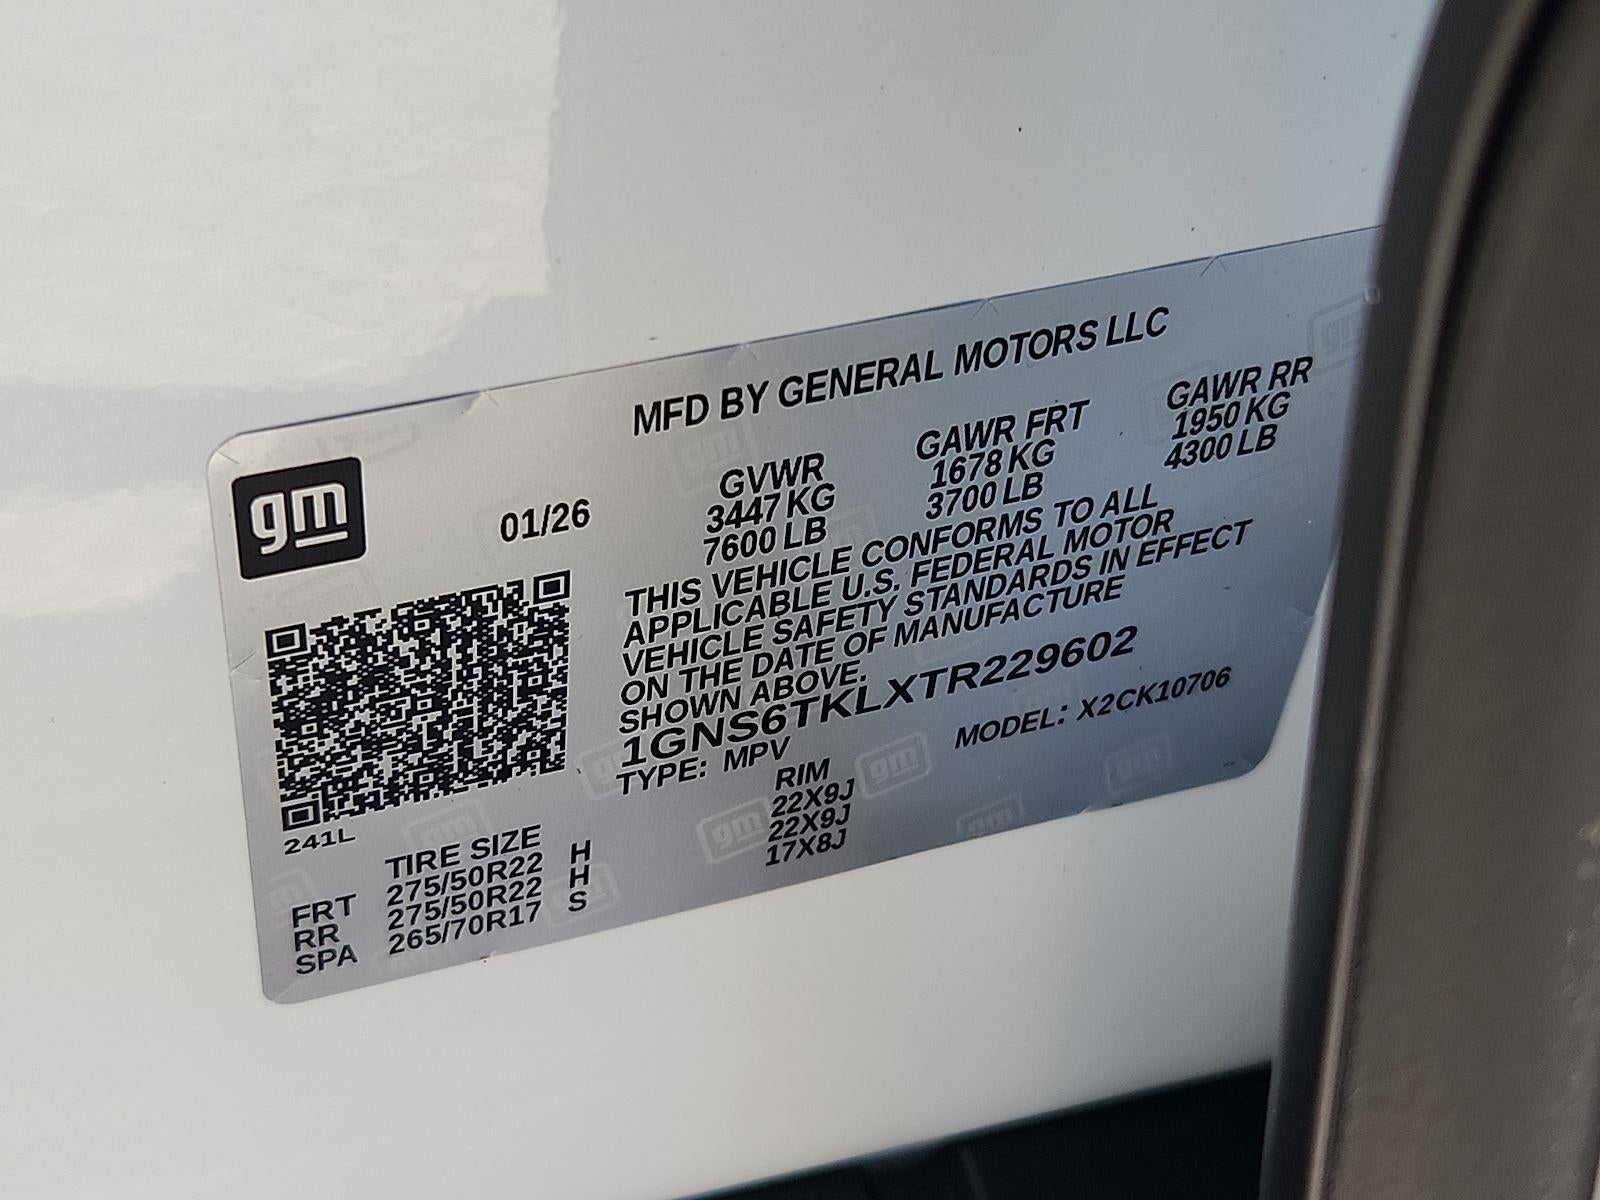 MFD BY GENERAL MOTORS LLC
gm
01/26
GVWR GAWR FRT GAWR RR
3447 KG 1678 KG 1950 KG
7600 LB 3700 LB 4300 LB
THIS VEHICLE CONFORMS TO ALL
APPLICABLE U.S. FEDERAL MOTOR
VEHICLE SAFETY STANDARDS IN EFFECT
ON THE DATE OF MANUFACTURE
SHOWN ABOVE.
1GNS6TKLXTR229602
TYPE: MPV MODEL: X2CK10706
241L
TIRE SIZE RIM
FRT 275/50R22 H 22X9J
RR 275/50R22 H 22X9J
SPA 265/70R17 S 17X8J